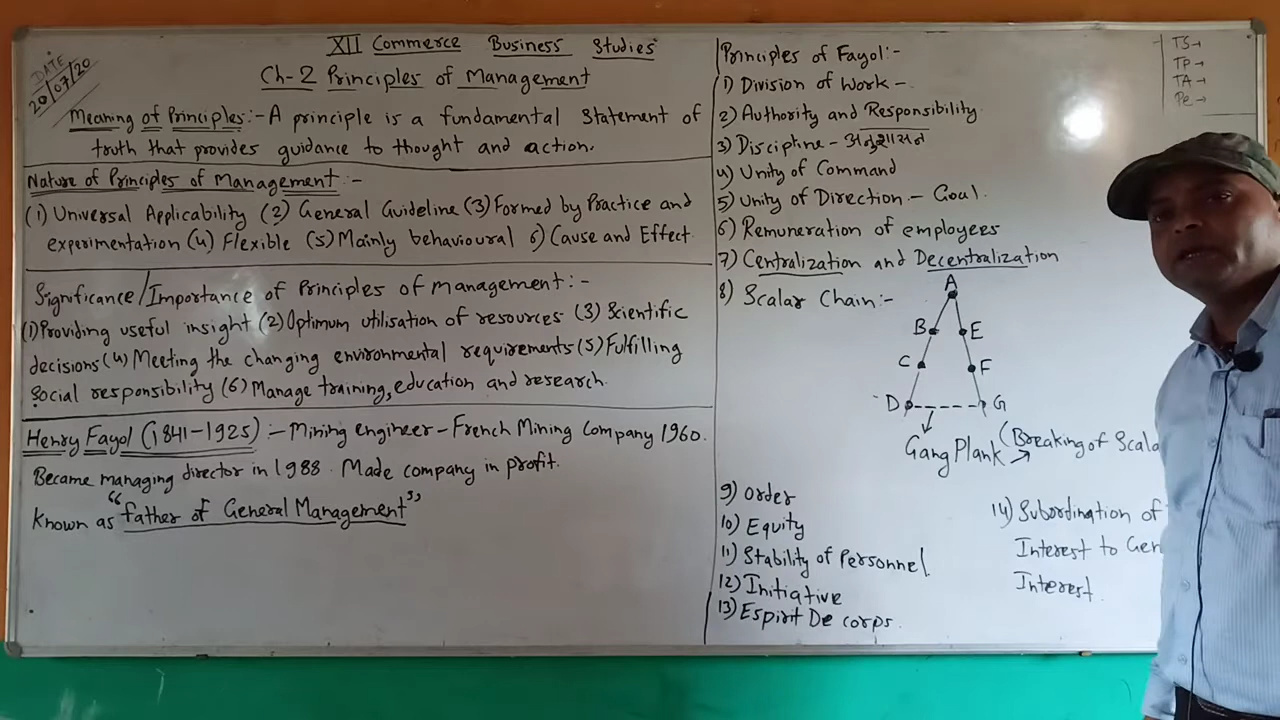 DATE
20/07/20
XII Commerce Business Studies
Ch-2 Principles of Management
Meaning of Principles:- A principle is a fundamental Statement of
truth that provides guidance to thought and action.
Nature of Principles of Management:-
(1) Universal Applicability (2) General Guideline (3) Formed by Practice and
experimentation (4) Flexible (5) Mainly behavioural 6) Cause and Effect
Significance/Importance of Principles of management:-
(1) Providing useful insight (2) Optimum utilisation of resources (3) Scientific
decisions (4) Meeting the changing environmental requirements (5) Fulfilling
Social responsibility (6) Manage training, education and research.
Henry Fayol (1841-1925):- Mining engineer - French Mining Company 1960.
Became managing director in 1988. Made company in profit.
Known as "father of General Management"
Principles of Fayol:-
1) Division of Work -
2) Authority and Responsibility
3) Discipline - अनुशासन
4) Unity of Command
5) Unity of Direction - Goal.
6) Remuneration of employees
7) Centralization and Decentralization
8) Scalar Chain:-
A
B E
C F
D G
Gang Plank (Breaking of Scala
9) Order
10) Equity
11) Stability of Personnel
12) Initiative
13) Espirit De corps.
14) Subordination of
Interest to Gen
Interest.
TS→
TP→
TA→
Pe→